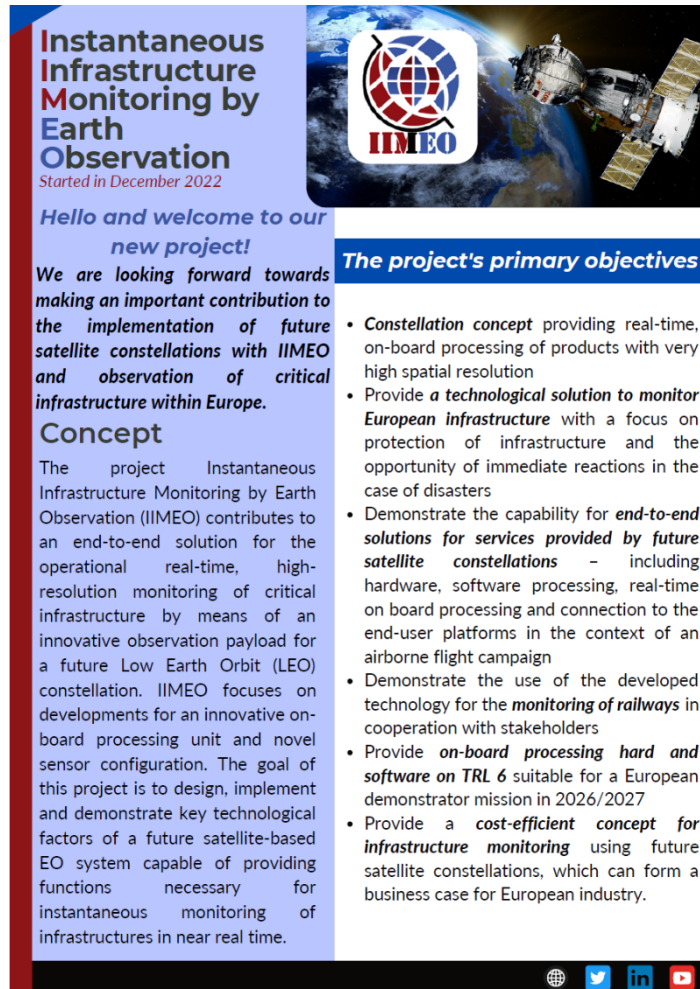 Instantaneous
Infrastructure
Monitoring by
Earth
Observation
Started in December 2022
IIMEO
Hello and welcome to our
new project!
We are looking forward towards
making an important contribution to
the implementation of future
satellite constellations with IIMEO
and observation of critical
infrastructure within Europe.
Concept
The project Instantaneous
Infrastructure Monitoring by Earth
Observation (IIMEO) contributes to
an end-to-end solution for the
operational real-time, high-
resolution monitoring of critical
infrastructure by means of an
innovative observation payload for
a future Low Earth Orbit (LEO)
constellation. IIMEO focuses on
developments for an innovative on-
board processing unit and novel
sensor configuration. The goal of
this project is to design, implement
and demonstrate key technological
factors of a future satellite-based
EO system capable of providing
functions necessary for
instantaneous monitoring of
infrastructures in near real time.
The project's primary objectives
• Constellation concept providing real-time,
on-board processing of products with very
high spatial resolution
• Provide a technological solution to monitor
European infrastructure with a focus on
protection of infrastructure and the
opportunity of immediate reactions in the
case of disasters
• Demonstrate the capability for end-to-end
solutions for services provided by future
satellite constellations – including
hardware, software processing, real-time
on board processing and connection to the
end-user platforms in the context of an
airborne flight campaign
• Demonstrate the use of the developed
technology for the monitoring of railways in
cooperation with stakeholders
• Provide on-board processing hard and
software on TRL 6 suitable for a European
demonstrator mission in 2026/2027
• Provide a cost-efficient concept for
infrastructure monitoring using future
satellite constellations, which can form a
business case for European industry.
in